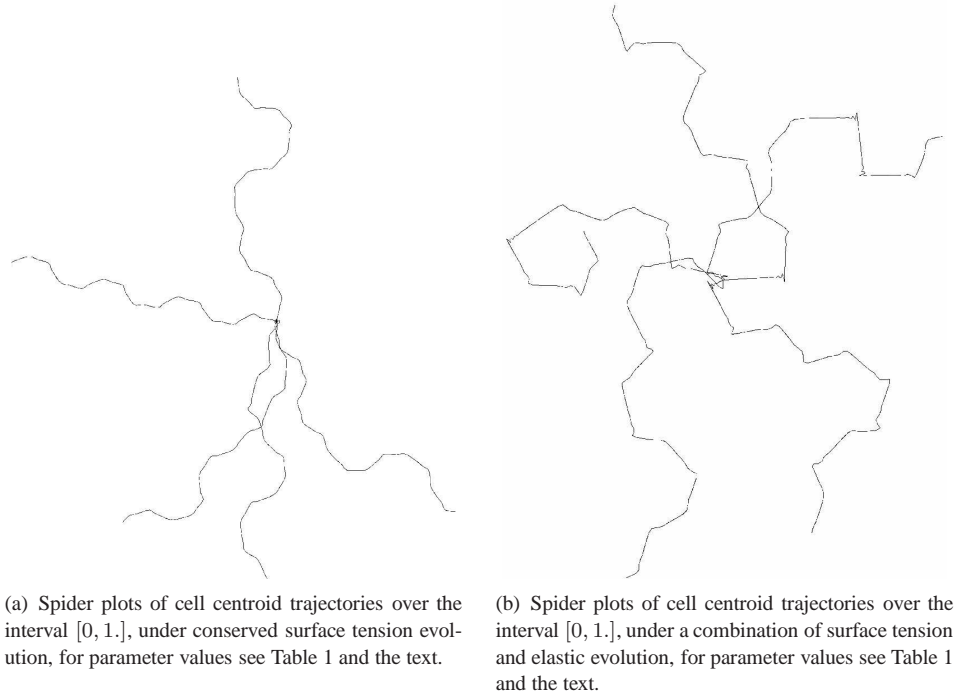 (a) Spider plots of cell centroid trajectories over the
interval [0, 1.], under conserved surface tension evol-
ution, for parameter values see Table 1 and the text.
(b) Spider plots of cell centroid trajectories over the
interval [0, 1.], under a combination of surface tension
and elastic evolution, for parameter values see Table 1
and the text.